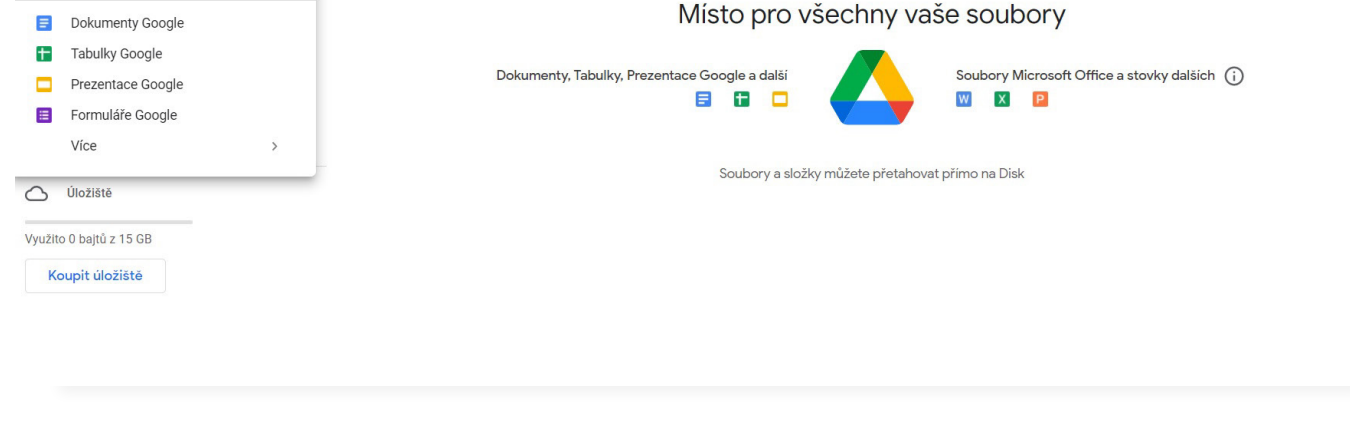 Dokumenty Google
Tabulky Google
Prezentace Google
Formuláře Google
Více
Úložiště
Využito 0 bajtů z 15 GB
Koupit úložiště
Místo pro všechny vaše soubory
Dokumenty, Tabulky, Prezentace Google a další
Soubory Microsoft Office a stovky dalších
W X P
Soubory a složky můžete přetahovat přímo na Disk